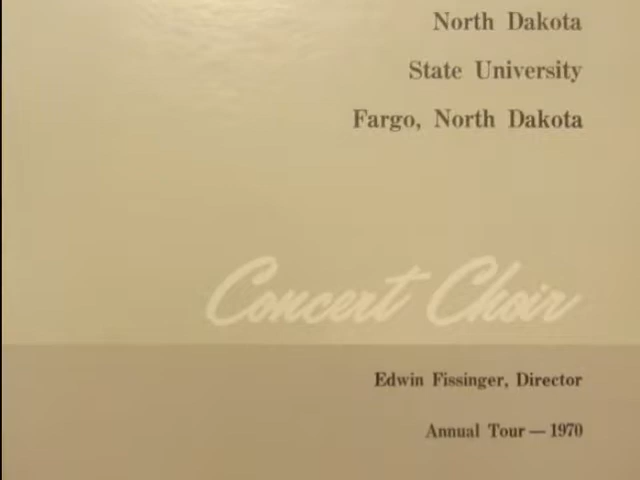 North Dakota
State University
Fargo, North Dakota
Concert Choir
Edwin Fissinger, Director
Annual Tour — 1970